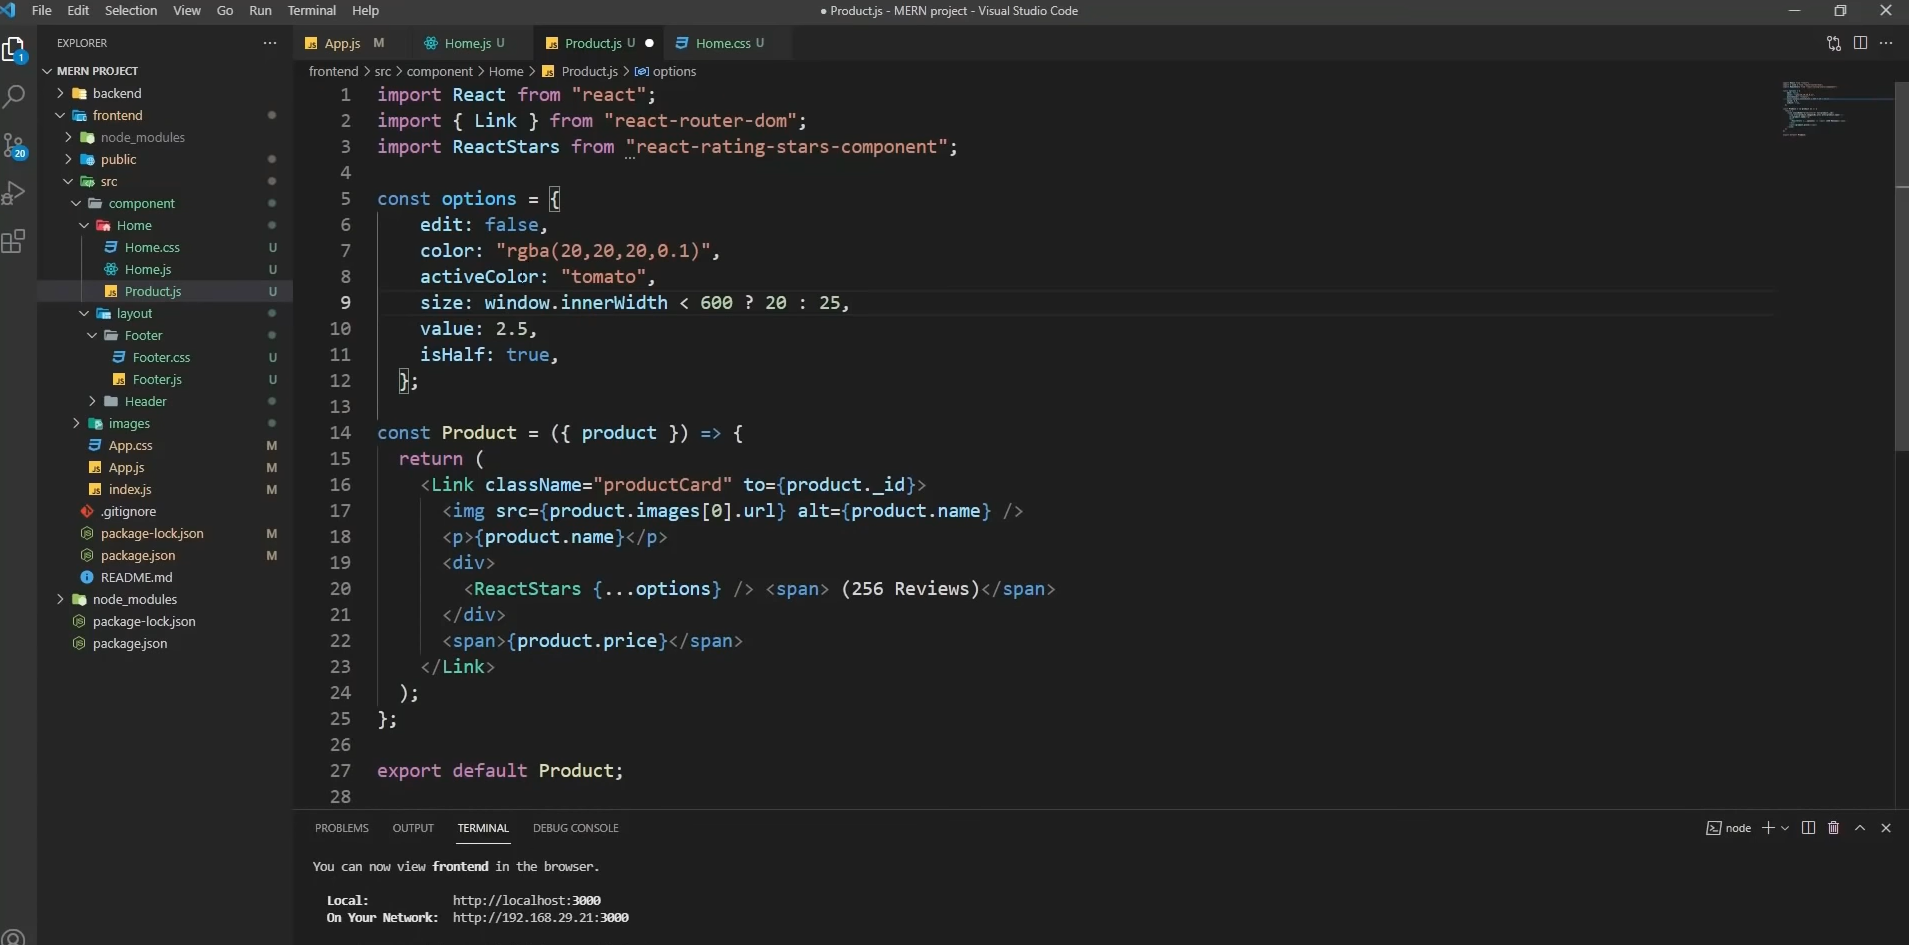 File Edit Selection View Go Run Terminal Help
● Product.js - MERN project - Visual Studio Code
EXPLORER
MERN PROJECT
backend
frontend
node_modules
public
src
component
Home
Home.css U
Home.js U
Product.js U
layout
Footer
Footer.css U
Footer.js U
Header
images
App.css M
App.js M
index.js M
.gitignore
package-lock.json M
package.json M
README.md
node_modules
package-lock.json
package.json
1
20
App.js M
Home.js U
Product.js U
Home.css U
frontend > src > component > Home > Product.js > options
1 import React from "react";
2 import { Link } from "react-router-dom";
3 import ReactStars from "react-rating-stars-component";
4
5 const options = {
6 edit: false,
7 color: "rgba(20,20,20,0.1)",
8 activeColor: "tomato",
9 size: window.innerWidth < 600 ? 20 : 25,
10 value: 2.5,
11 isHalf: true,
12 };
13
14 const Product = ({ product }) => {
15 return (
16 <Link className="productCard" to={product._id}>
17 <img src={product.images[0].url} alt={product.name} />
18 <p>{product.name}</p>
19 <div>
20 <ReactStars {...options} /> <span> (256 Reviews)</span>
21 </div>
22 <span>{product.price}</span>
23 </Link>
24 );
25 };
26
27 export default Product;
28
PROBLEMS OUTPUT TERMINAL DEBUG CONSOLE
node
You can now view frontend in the browser.
Local: http://localhost:3000
On Your Network: http://192.168.29.21:3000